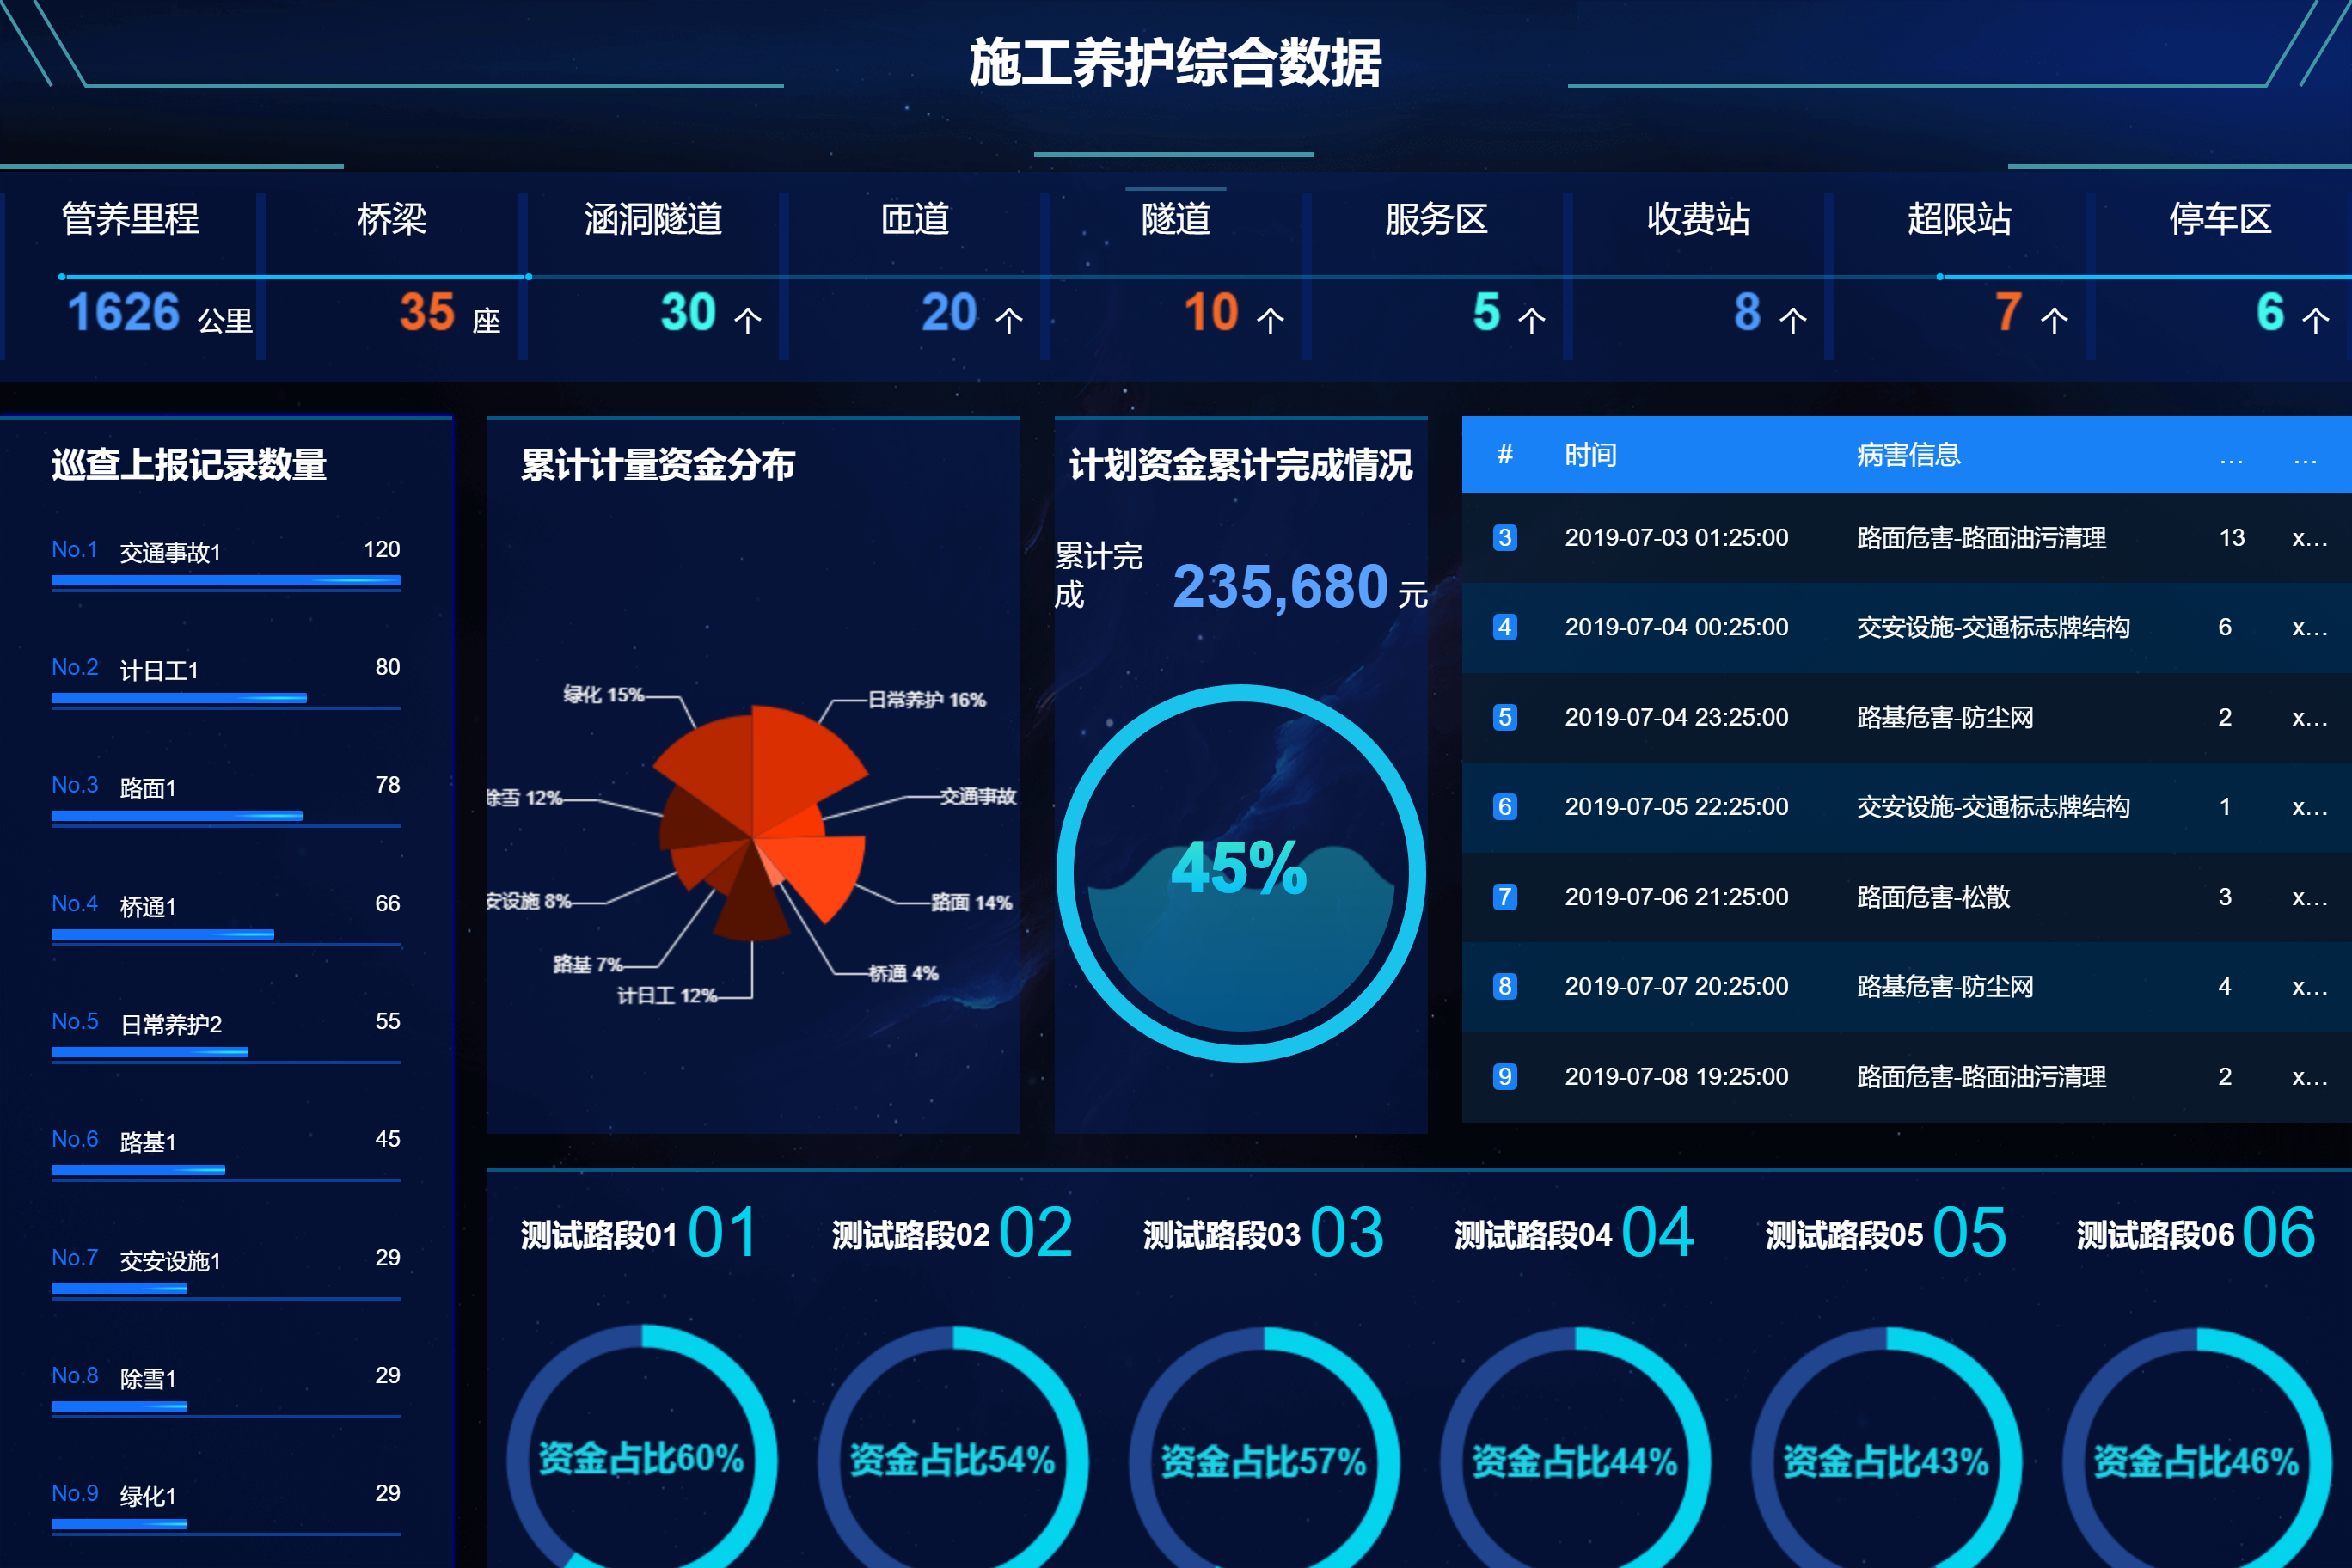 施工养护综合数据
管养里程
桥梁
涵洞隧道
匝道
隧道
服务区
收费站
超限站
停车区
1626 公里
35 座
30 个
20 个
10 个
5 个
8 个
7 个
6 个
巡查上报记录数量
No.1 交通事故1 120
No.2 计日工1 80
No.3 路面1 78
No.4 桥通1 66
No.5 日常养护2 55
No.6 路基1 45
No.7 交安设施1 29
No.8 除雪1 29
No.9 绿化1 29
累计计量资金分布
绿化 15%
日常养护 16%
除雪 12%
交通事故
安设施 8%
路面 14%
路基 7%
桥通 4%
计日工 12%
计划资金累计完成情况
累计完
成
235,680 元
45%
# 时间 病害信息 ... ...
3 2019-07-03 01:25:00 路面危害-路面油污清理 13 x...
4 2019-07-04 00:25:00 交安设施-交通标志牌结构 6 x...
5 2019-07-04 23:25:00 路基危害-防尘网 2 x...
6 2019-07-05 22:25:00 交安设施-交通标志牌结构 1 x...
7 2019-07-06 21:25:00 路面危害-松散 3 x...
8 2019-07-07 20:25:00 路基危害-防尘网 4 x...
9 2019-07-08 19:25:00 路面危害-路面油污清理 2 x...
测试路段01 01
测试路段02 02
测试路段03 03
测试路段04 04
测试路段05 05
测试路段06 06
资金占比60%
资金占比54%
资金占比57%
资金占比44%
资金占比43%
资金占比46%